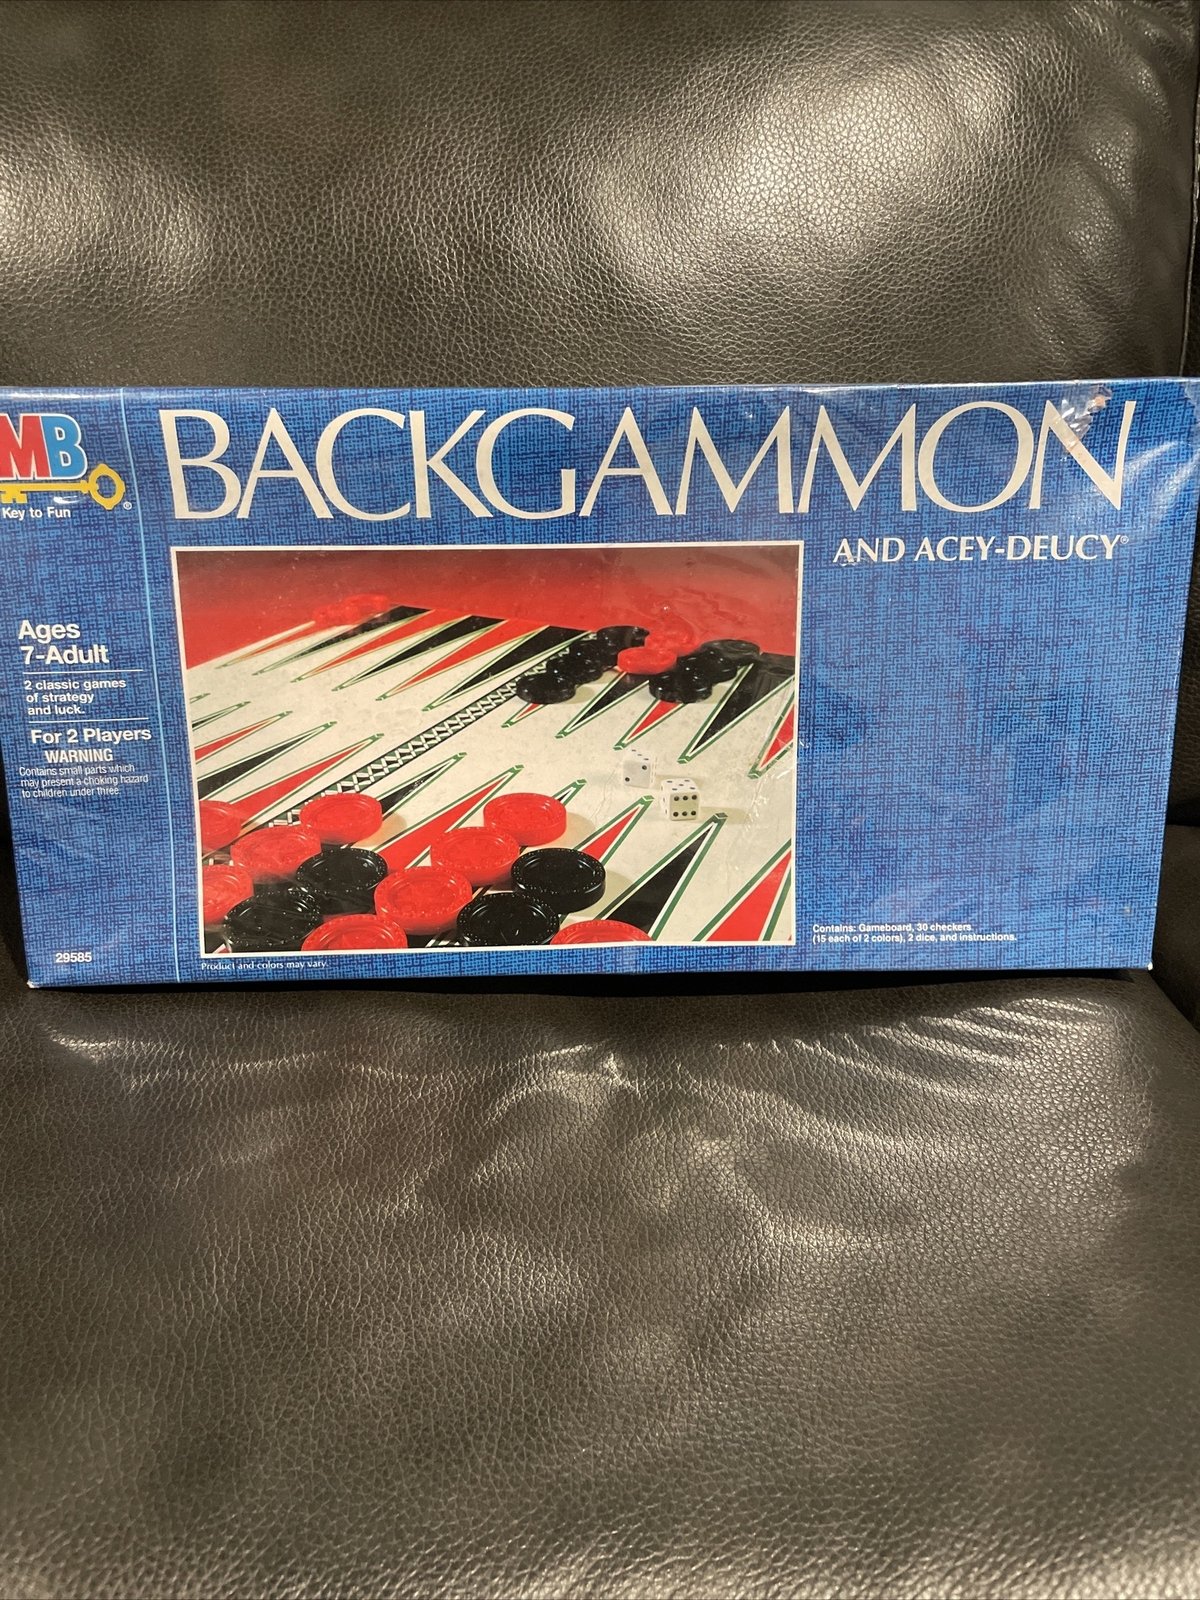 MB
Key to Fun
®
BACKGAMMON
AND ACEY-DEUCY®
Ages
7-Adult
2 classic games
of strategy
and luck.
For 2 Players
WARNING
Contains small parts which
may present a choking hazard
to children under three
29585
Product and colors may vary.
Contains: Gameboard, 30 checkers
(15 each of 2 colors), 2 dice, and instructions.